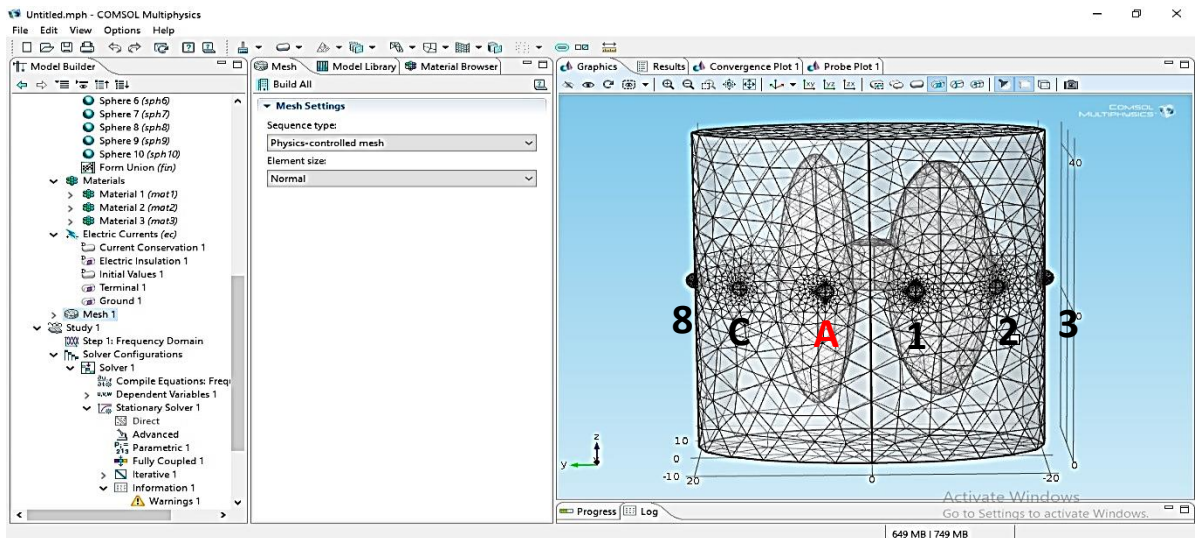 Untitled.mph - COMSOL Multiphysics
File Edit View Options Help
Model Builder
Sphere 6 (sph6)
Sphere 7 (sph7)
Sphere 8 (sph8)
Sphere 9 (sph9)
Sphere 10 (sph10)
Form Union (fin)
Materials
Material 1 (mat1)
Material 2 (mat2)
Material 3 (mat3)
Electric Currents (ec)
Current Conservation 1
Electric Insulation 1
Initial Values 1
Terminal 1
Ground 1
Mesh 1
Study 1
Step 1: Frequency Domain
Solver Configurations
Solver 1
Compile Equations: Frequ
Dependent Variables 1
Stationary Solver 1
Direct
Advanced
Parametric 1
Fully Coupled 1
Iterative 1
Information 1
Warnings 1
Mesh Model Library Material Browser
Build All
Mesh Settings
Sequence type:
Physics-controlled mesh
Element size:
Normal
Graphics Results Convergence Plot 1 Probe Plot 1
COMSOL
MULTIPHYSICS
40
8 C A 1 2 3
10
0
-10 20 0 -20 0
z
y
Activate Windows
Go to Settings to activate Windows.
Progress Log
649 MB | 749 MB